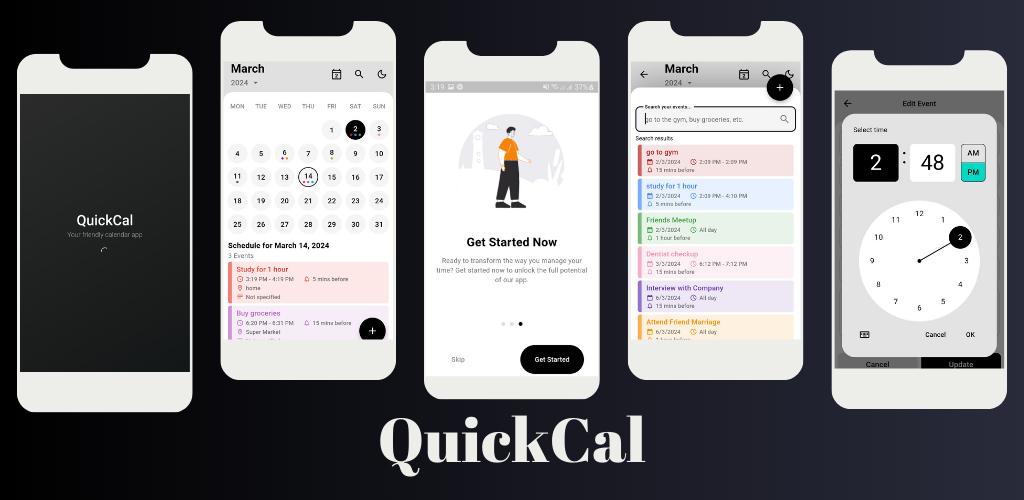 QuickCal
Your friendly calendar app
March
2024
MON TUE WED THU FRI SAT SUN
1 2 3
4 5 6 7 8 9 10
11 12 13 14 15 16 17
18 19 20 21 22 23 24
25 26 27 28 29 30 31
Schedule for March 14, 2024
3 Events
Study for 1 hour
3:19 PM - 4:19 PM 5 mins before
home
Not specified
Buy groceries
6:20 PM - 6:31 PM 15 mins before
Super Market
+
3:19 37%
Get Started Now
Ready to transform the way you manage your
time? Get started now to unlock the full potential
of our app.
Skip Get Started
March
2024
+
Search your events...
go to the gym, buy groceries, etc.
Search results
go to gym
2/3/2024 2:09 PM - 2:09 PM
15 mins before
study for 1 hour
2/3/2024 2:09 PM - 4:10 PM
5 mins before
Friends Meetup
2/3/2024 All day
1 hour before
Dentist checkup
3/3/2024 6:12 PM - 7:12 PM
15 mins before
Interview with Company
6/3/2024 All day
15 mins before
Attend Friend Marriage
6/3/2024 All day
1 hour before
Edit Event
Select time
2 : 48 AM
PM
12
11
10 2
9 3
8 4
7 5
6
Cancel OK
Cancel Update
QuickCal